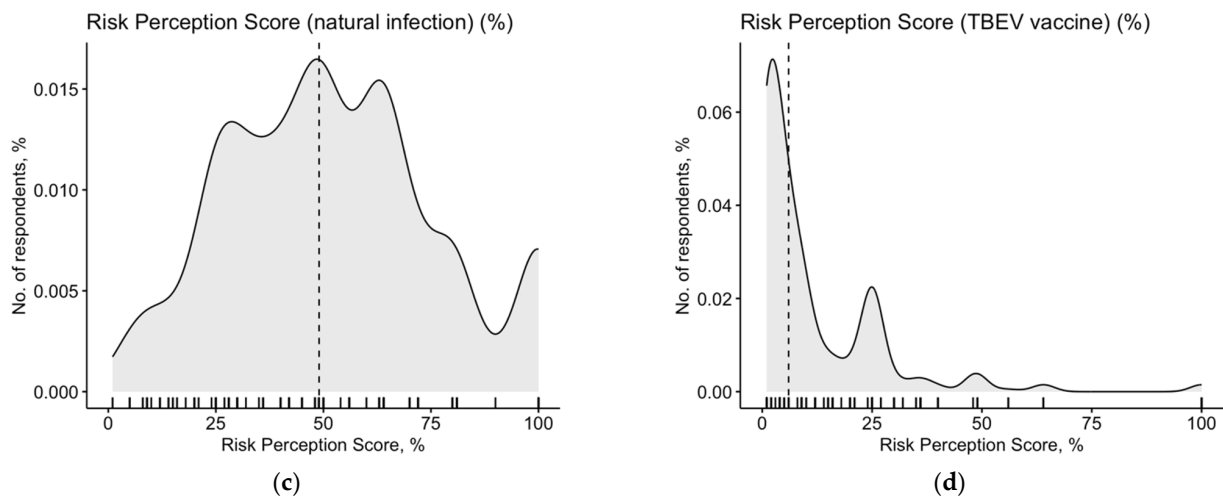 Risk Perception Score (natural infection) (%)
No. of respondents, %
0.015
0.010
0.005
0.000
0
25
50
75
100
Risk Perception Score, %
(c)
Risk Perception Score (TBEV vaccine) (%)
No. of respondents, %
0.06
0.04
0.02
0.00
0
25
50
75
100
Risk Perception Score, %
(d)